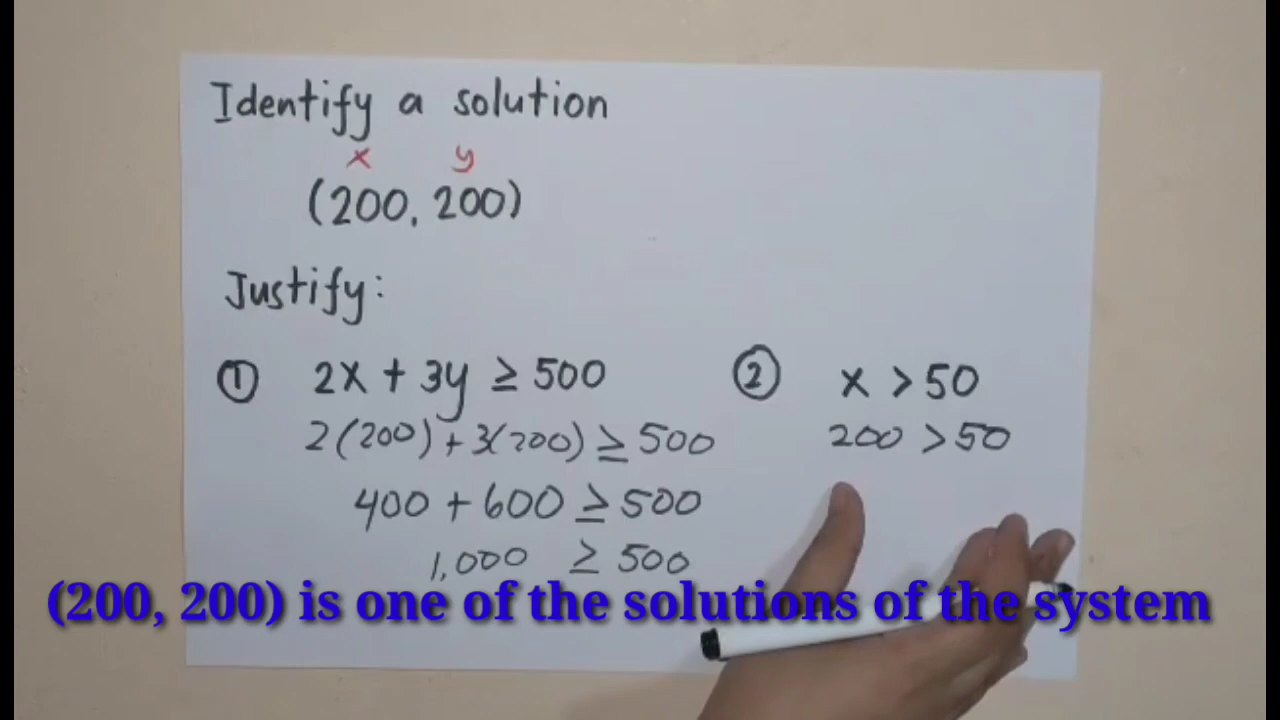 Identify a solution
x y
(200, 200)
Justify:
① 2x + 3y ≥ 500
2(200) + 3(200) ≥ 500
400 + 600 ≥ 500
1,000 ≥ 500
② x > 50
200 > 50
(200, 200) is one of the solutions of the system